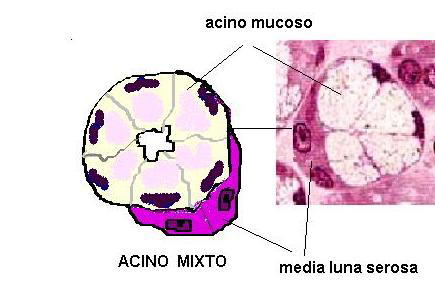 acino mucoso
ACINO MIXTO
media luna serosa